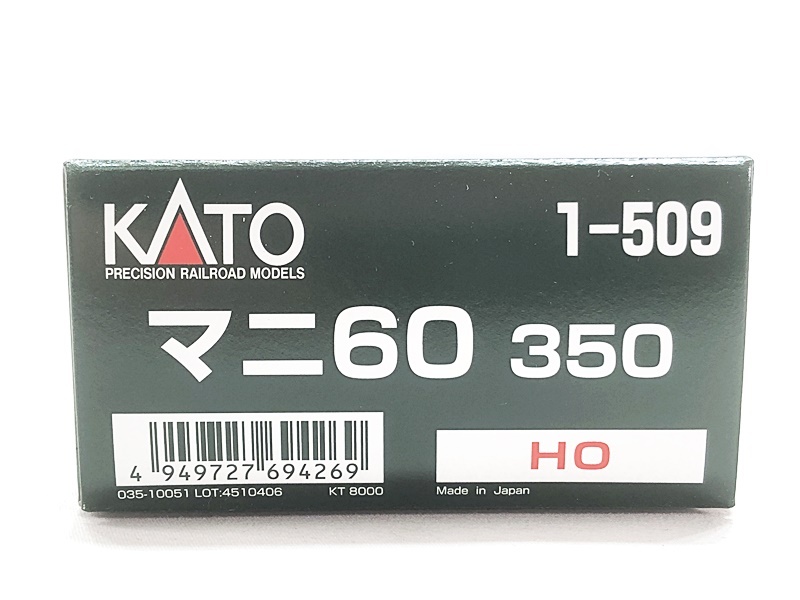 KATO
PRECISION RAILROAD MODELS
1-509
マニ60 350
4 949727 694269
035-10051 LOT:4510406 KT 8000
HO
Made in Japan